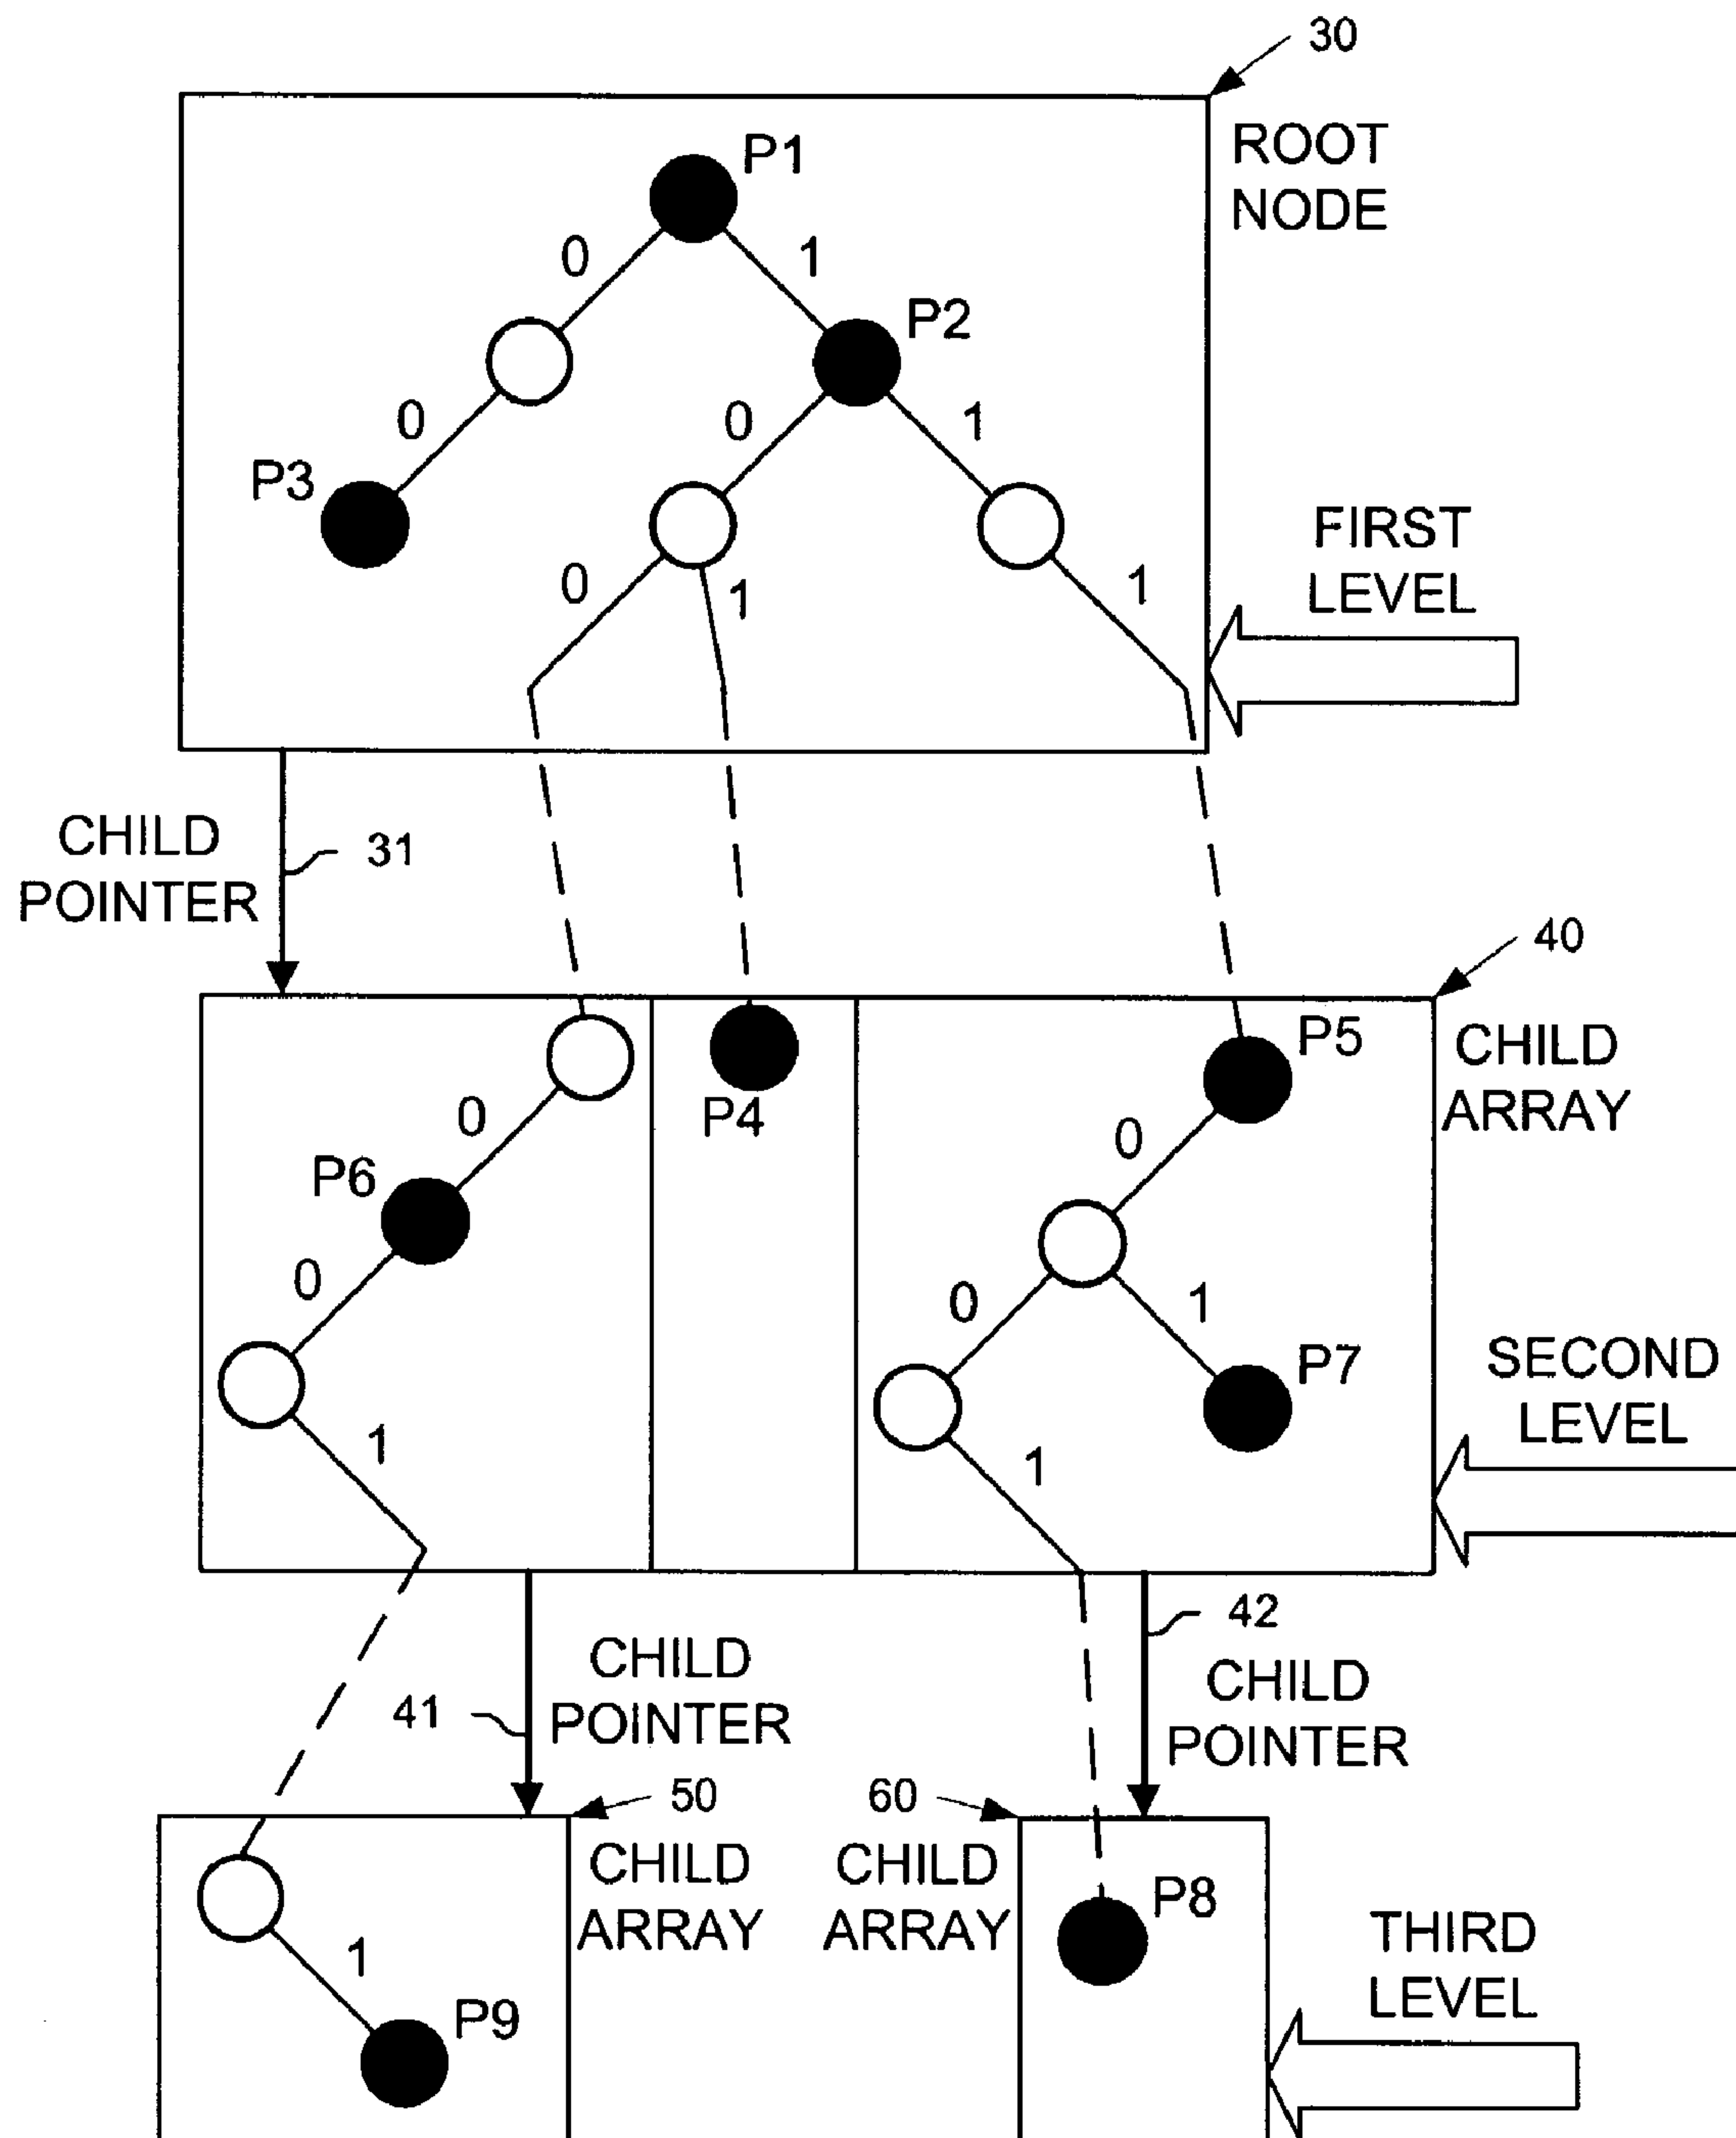 30
ROOT
NODE
P1
0
1
P2
0
0
1
P3
FIRST
LEVEL
0
1
1
CHILD
POINTER
31
40
CHILD
ARRAY
P5
P4
0
0
P6
0
0
1
P7
SECOND
LEVEL
1
1
42
CHILD
POINTER
41
CHILD
POINTER
50
CHILD
ARRAY
60
CHILD
ARRAY
P8
THIRD
LEVEL
1
P9